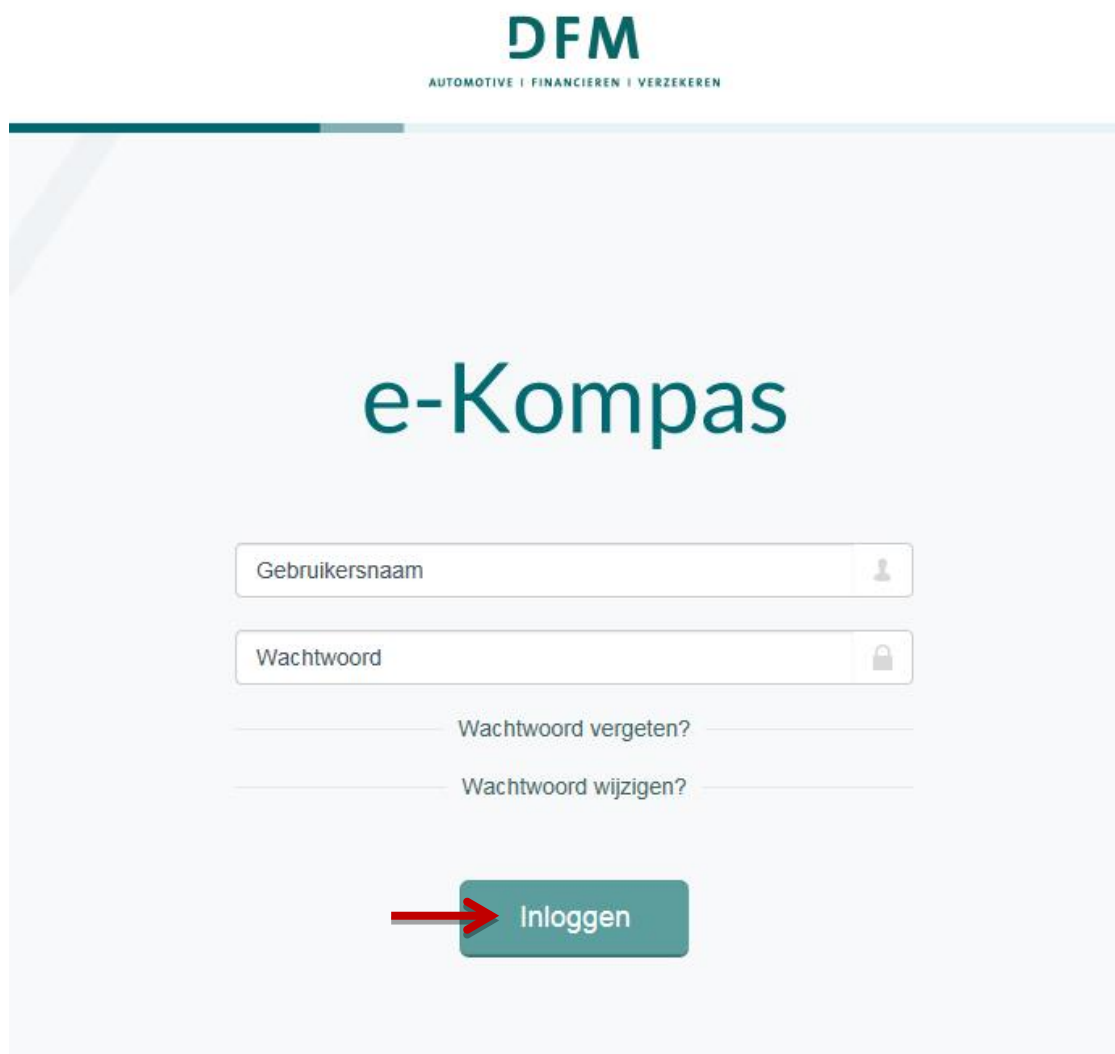 DFM
AUTOMOTIVE | FINANCIEREN | VERZEKEREN
e-Kompas
Gebruikersnaam
Wachtwoord
Wachtwoord vergeten?
Wachtwoord wijzigen?
Inloggen